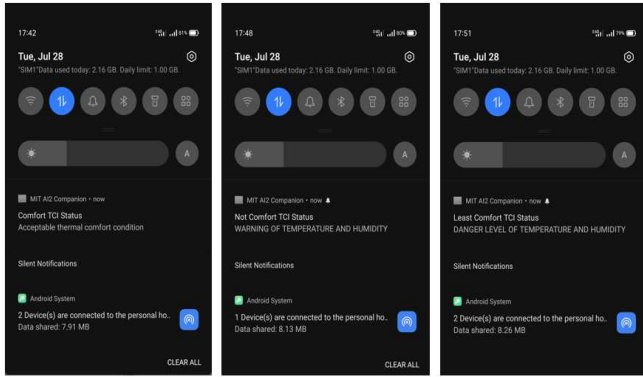 17:42
81%
Tue, Jul 28
"SIM1"Data used today: 2.16 GB. Daily limit: 1.00 GB.
A
MIT AI2 Companion • now
Comfort TCI Status
Acceptable thermal comfort condition
Silent Notifications
Android System
2 Device(s) are connected to the personal ho..
Data shared: 7.91 MB
CLEAR ALL
17:48
80%
Tue, Jul 28
"SIM1"Data used today: 2.16 GB. Daily limit: 1.00 GB.
A
MIT AI2 Companion • now
Not Comfort TCI Status
WARNING OF TEMPERATURE AND HUMIDITY
Silent Notifications
Android System
1 Device(s) are connected to the personal ho..
Data shared: 8.13 MB
CLEAR ALL
17:51
79%
Tue, Jul 28
"SIM1"Data used today: 2.16 GB. Daily limit: 1.00 GB.
A
MIT AI2 Companion • now
Least Comfort TCI Status
DANGER LEVEL OF TEMPERATURE AND HUMIDITY
Silent Notifications
Android System
2 Device(s) are connected to the personal ho..
Data shared: 8.26 MB